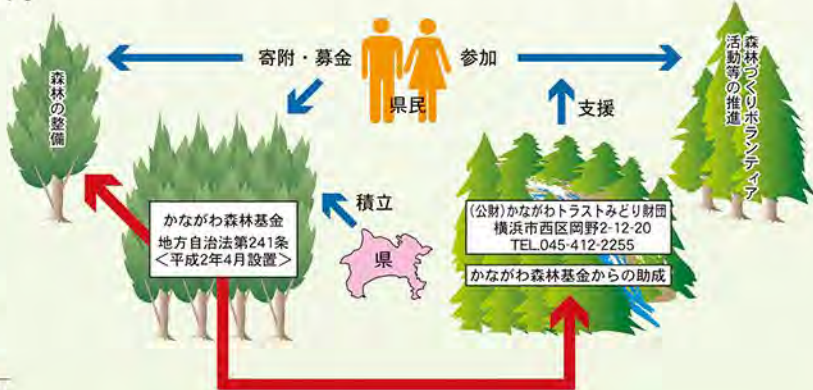 寄附・募金
参加
県民
森林の整備
森林づくりボランティア
活動等の推進
支援
積立
県
かながわ森林基金
地方自治法第241条
＜平成2年4月設置＞
(公財)かながわトラストみどり財団
横浜市西区岡野2-12-20
TEL.045-412-2255
かながわ森林基金からの助成